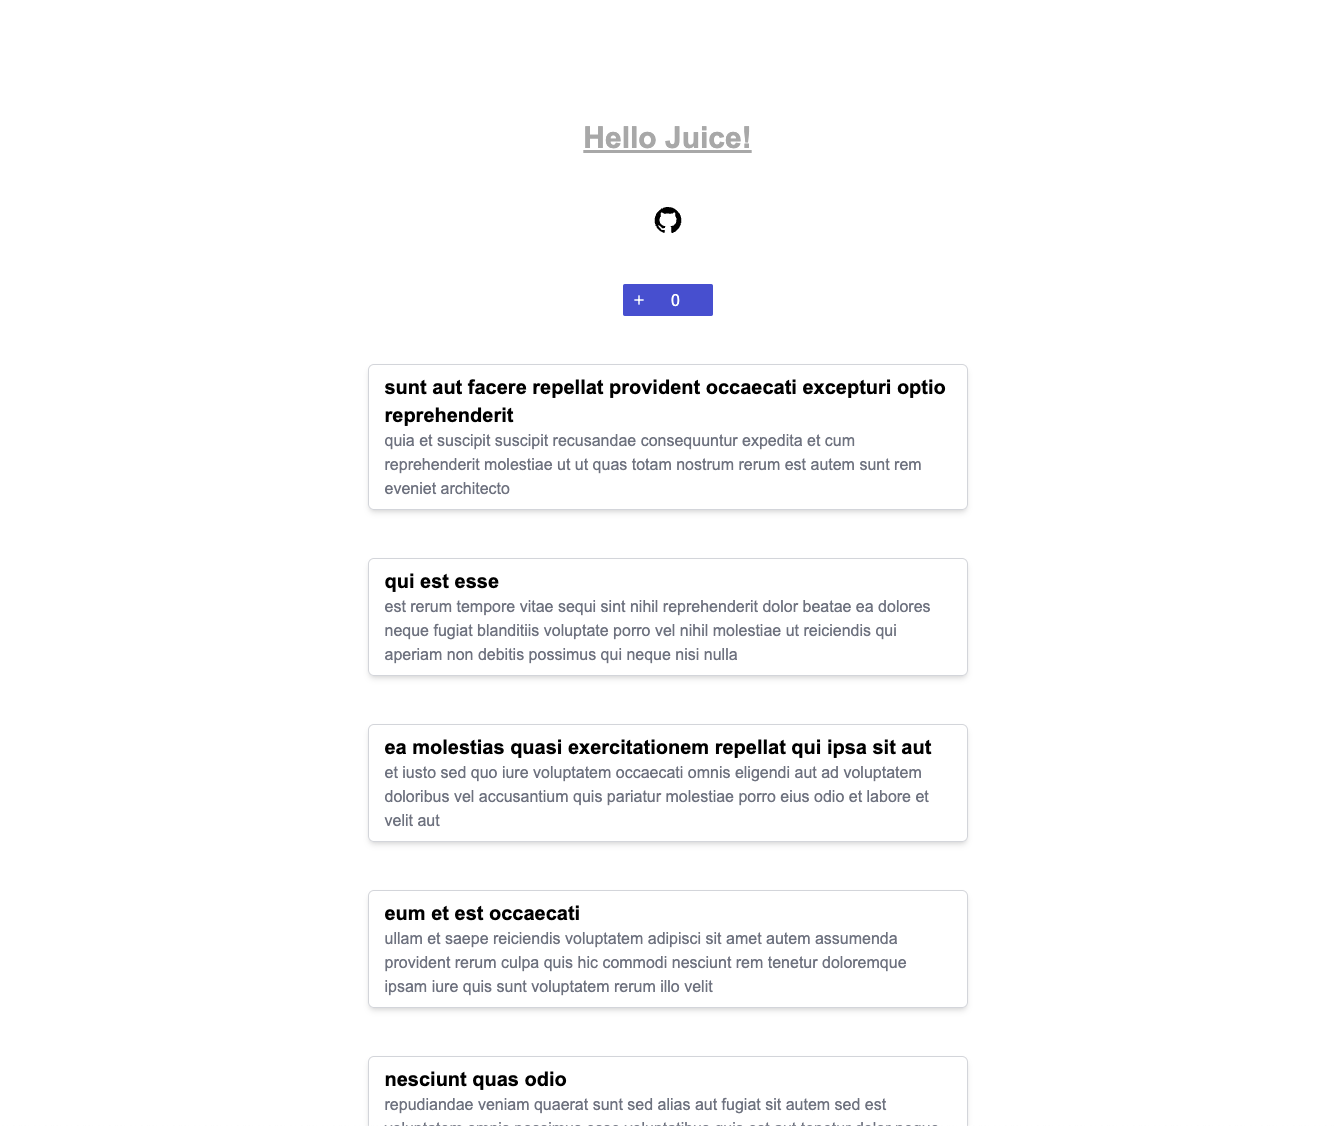 Hello Juice!
+ 0
sunt aut facere repellat provident occaecati excepturi optio
reprehenderit
quia et suscipit suscipit recusandae consequuntur expedita et cum
reprehenderit molestiae ut ut quas totam nostrum rerum est autem sunt rem
eveniet architecto
qui est esse
est rerum tempore vitae sequi sint nihil reprehenderit dolor beatae ea dolores
neque fugiat blanditiis voluptate porro vel nihil molestiae ut reiciendis qui
aperiam non debitis possimus qui neque nisi nulla
ea molestias quasi exercitationem repellat qui ipsa sit aut
et iusto sed quo iure voluptatem occaecati omnis eligendi aut ad voluptatem
doloribus vel accusantium quis pariatur molestiae porro eius odio et labore et
velit aut
eum et est occaecati
ullam et saepe reiciendis voluptatem adipisci sit amet autem assumenda
provident rerum culpa quis hic commodi nesciunt rem tenetur doloremque
ipsam iure quis sunt voluptatem rerum illo velit
nesciunt quas odio
repudiandae veniam quaerat sunt sed alias aut fugiat sit autem sed est